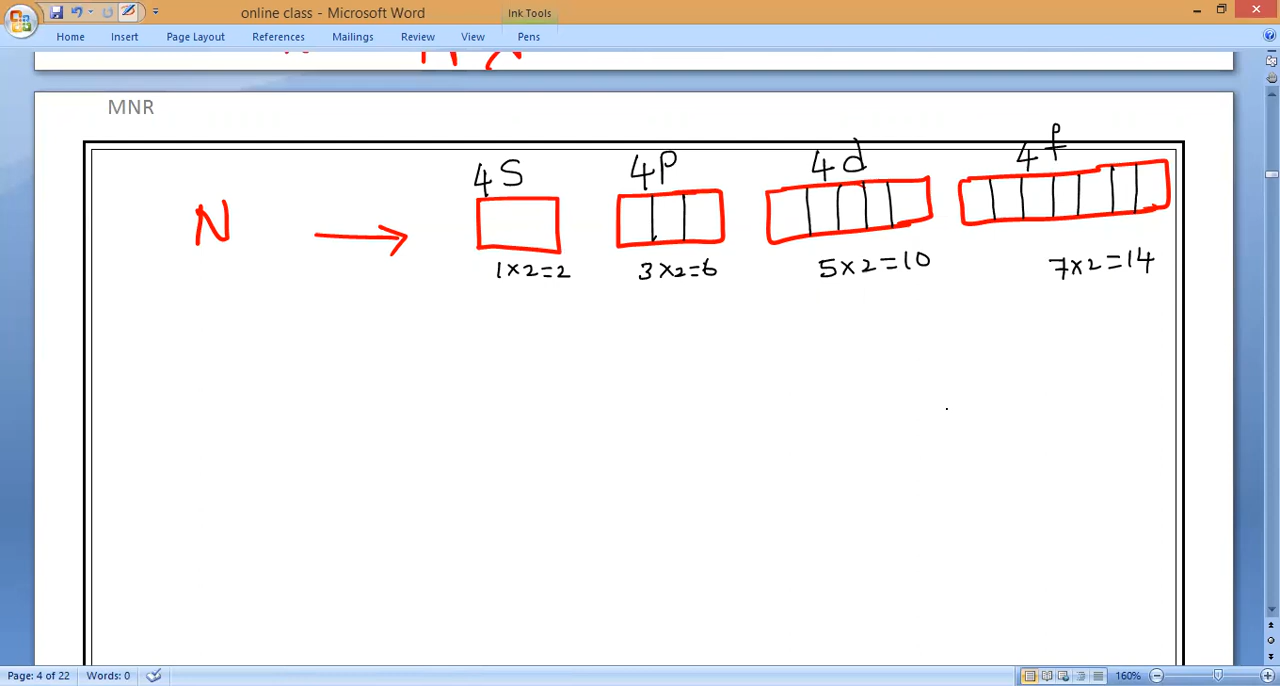 online class - Microsoft Word
Ink Tools
Home Insert Page Layout References Mailings Review View Pens
MNR
4S 4P 4d 4f
N →
1×2=2 3×2=6 5×2=10 7×2=14
Page: 4 of 22 Words: 0 160%